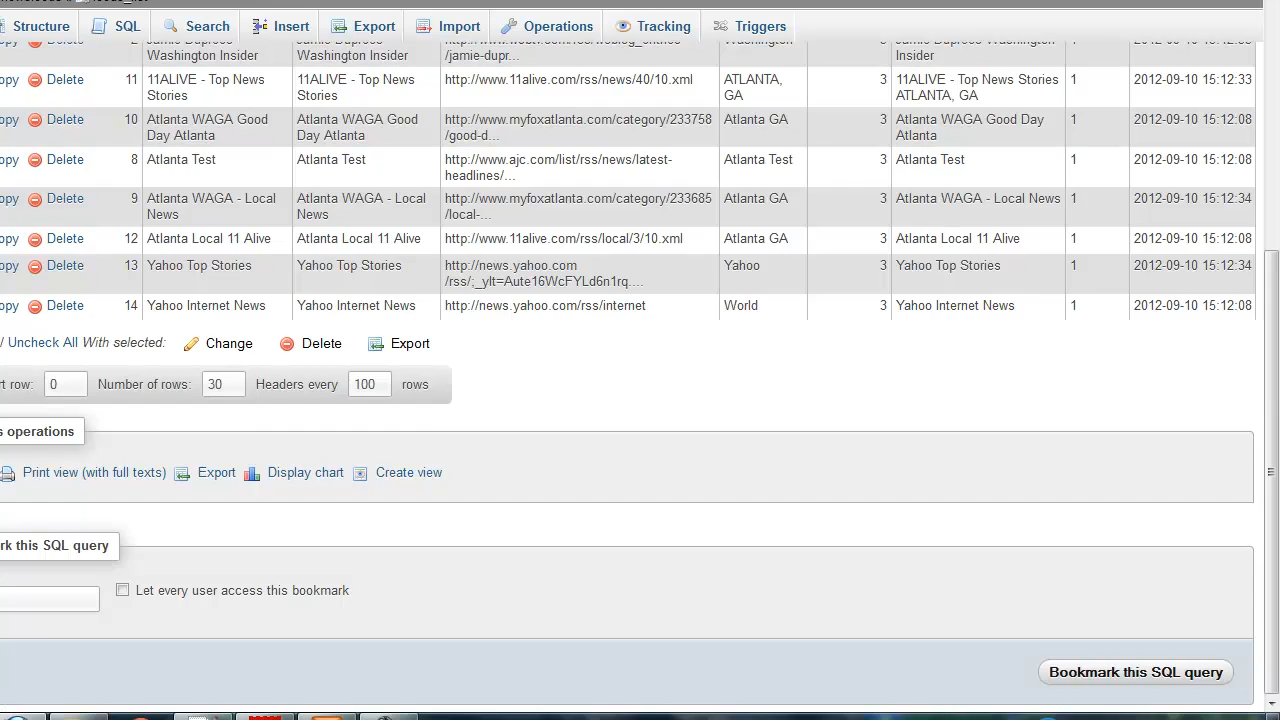 Structure SQL Search Insert Export Import Operations Tracking Triggers
Washington Insider Washington Insider /jamie-dupr... Insider
opy Delete 11 11ALIVE - Top News 11ALIVE - Top News http://www.11alive.com/rss/news/40/10.xml ATLANTA, 3 11ALIVE - Top News Stories 1 2012-09-10 15:12:33
Stories Stories GA ATLANTA, GA
opy Delete 10 Atlanta WAGA Good Atlanta WAGA Good http://www.myfoxatlanta.com/category/233758 Atlanta GA 3 Atlanta WAGA Good Day 1 2012-09-10 15:12:08
Day Atlanta Day Atlanta /good-d... Atlanta
opy Delete 8 Atlanta Test Atlanta Test http://www.ajc.com/list/rss/news/latest- Atlanta Test 3 Atlanta Test 1 2012-09-10 15:12:08
headlines/...
opy Delete 9 Atlanta WAGA - Local Atlanta WAGA - Local http://www.myfoxatlanta.com/category/233685 Atlanta GA 3 Atlanta WAGA - Local News 1 2012-09-10 15:12:34
News News /local-...
opy Delete 12 Atlanta Local 11 Alive Atlanta Local 11 Alive http://www.11alive.com/rss/local/3/10.xml Atlanta GA 3 Atlanta Local 11 Alive 1 2012-09-10 15:12:08
opy Delete 13 Yahoo Top Stories Yahoo Top Stories http://news.yahoo.com Yahoo 3 Yahoo Top Stories 1 2012-09-10 15:12:34
/rss/;_ylt=Aute16WcFYLd6n1rq....
opy Delete 14 Yahoo Internet News Yahoo Internet News http://news.yahoo.com/rss/internet World 3 Yahoo Internet News 1 2012-09-10 15:12:08
/ Uncheck All With selected: Change Delete Export
rt row: 0 Number of rows: 30 Headers every 100 rows
s operations
Print view (with full texts) Export Display chart Create view
rk this SQL query
Let every user access this bookmark
Bookmark this SQL query